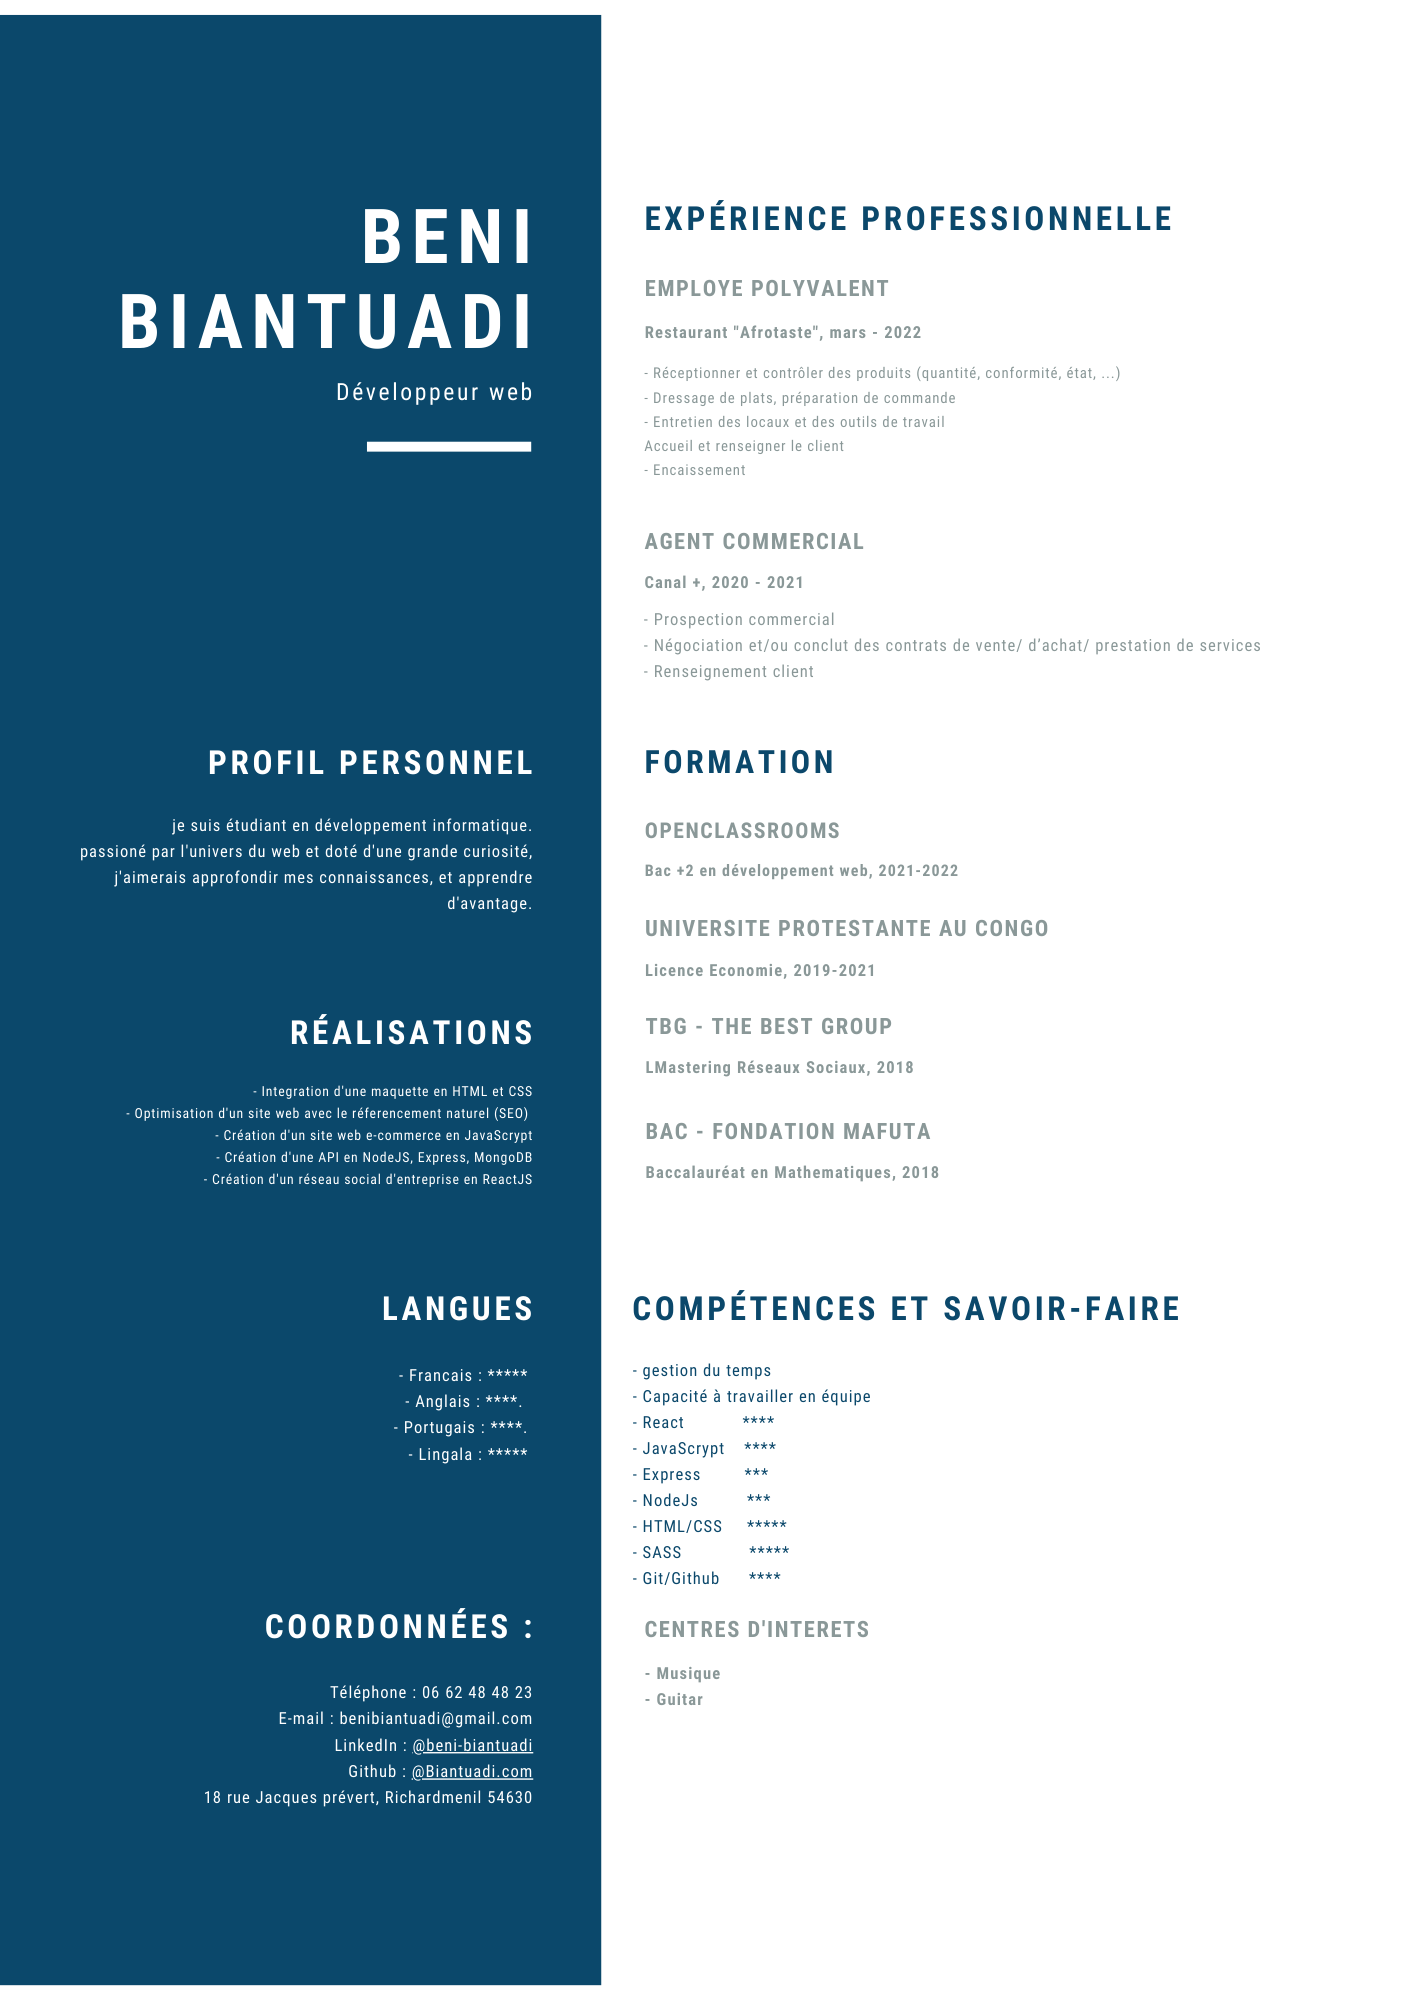 BENI
BIANTUADI
Développeur web
PROFIL PERSONNEL
je suis étudiant en développement informatique.
passioné par l'univers du web et doté d'une grande curiosité,
j'aimerais approfondir mes connaissances, et apprendre
d'avantage.
RÉALISATIONS
- Integration d'une maquette en HTML et CSS
- Optimisation d'un site web avec le réferencement naturel (SEO)
- Création d'un site web e-commerce en JavaScrypt
- Création d'une API en NodeJS, Express, MongoDB
- Création d'un réseau social d'entreprise en ReactJS
LANGUES
- Francais : *****
- Anglais : ****.
- Portugais : ****.
- Lingala : *****
COORDONNÉES :
Téléphone : 06 62 48 48 23
E-mail : benibiantuadi@gmail.com
LinkedIn : @beni-biantuadi
Github : @Biantuadi.com
18 rue Jacques prévert, Richardmenil 54630
EXPÉRIENCE PROFESSIONNELLE
EMPLOYE POLYVALENT
Restaurant "Afrotaste", mars - 2022
- Réceptionner et contrôler des produits (quantité, conformité, état, ...)
- Dressage de plats, préparation de commande
- Entretien des locaux et des outils de travail
Accueil et renseigner le client
- Encaissement
AGENT COMMERCIAL
Canal +, 2020 - 2021
- Prospection commercial
- Négociation et/ou conclut des contrats de vente/ d’achat/ prestation de services
- Renseignement client
FORMATION
OPENCLASSROOMS
Bac +2 en développement web, 2021-2022
UNIVERSITE PROTESTANTE AU CONGO
Licence Economie, 2019-2021
TBG - THE BEST GROUP
LMastering Réseaux Sociaux, 2018
BAC - FONDATION MAFUTA
Baccalauréat en Mathematiques, 2018
COMPÉTENCES ET SAVOIR-FAIRE
- gestion du temps
- Capacité à travailler en équipe
- React ****
- JavaScrypt ****
- Express ***
- NodeJs ***
- HTML/CSS *****
- SASS *****
- Git/Github ****
CENTRES D'INTERETS
- Musique
- Guitar